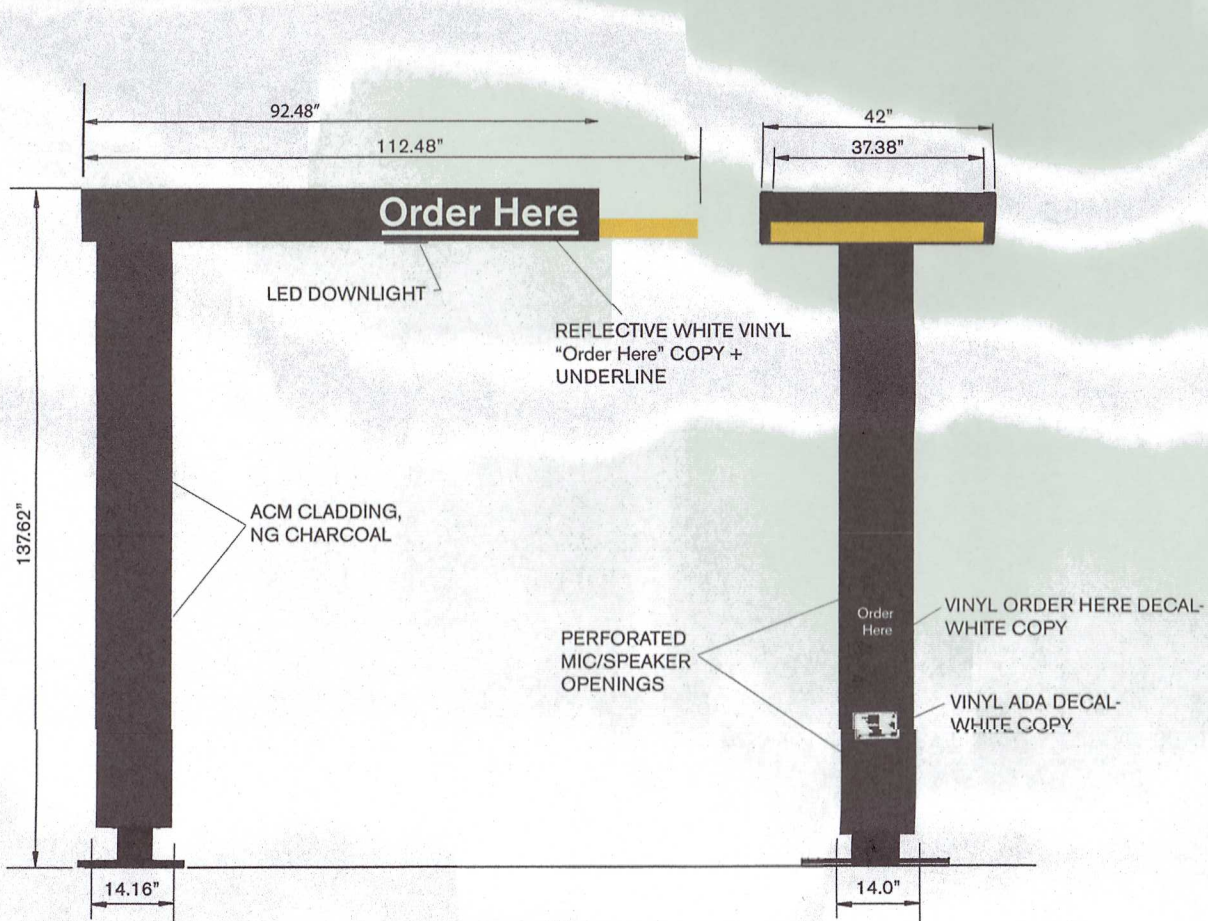 92.48"
112.48"
42"
37.38"
Order Here
LED DOWNLIGHT
REFLECTIVE WHITE VINYL
"Order Here" COPY +
UNDERLINE
137.62"
ACM CLADDING,
NG CHARCOAL
PERFORATED
MIC/SPEAKER
OPENINGS
Order
Here
VINYL ORDER HERE DECAL-
WHITE COPY
VINYL ADA DECAL-
WHITE COPY
14.16"
14.0"